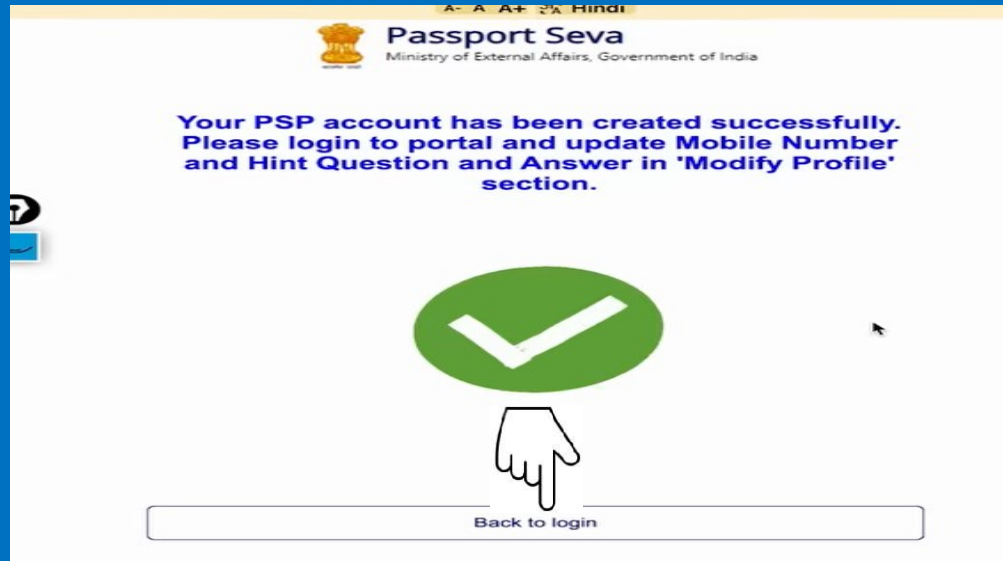 A- A A+ Hindi
Passport Seva
Ministry of External Affairs, Government of India
Your PSP account has been created successfully.
Please login to portal and update Mobile Number
and Hint Question and Answer in 'Modify Profile'
section.
Back to login